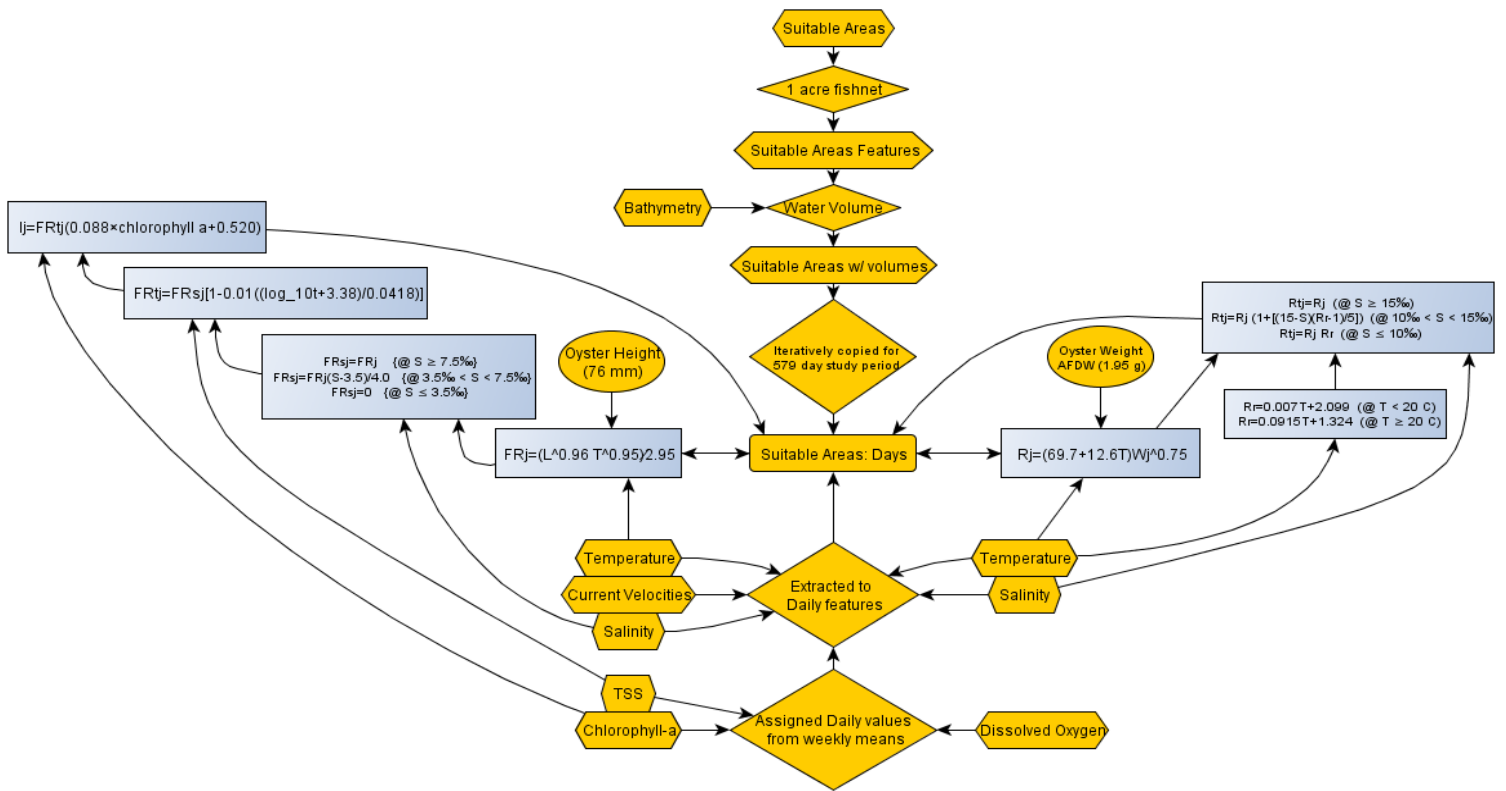 Suitable Areas
1 acre fishnet
Suitable Areas Features
Bathymetry
Water Volume
Suitable Areas w/ volumes
Iteratively copied for
579 day study period
Ij=FRtj(0.088×chlorophyll a+0.520)
FRtj=FRsj[1-0.01((log_10t+3.38)/0.0418)]
FRsj=FRj {@ S ≥ 7.5‰}
FRsj=FRj(S-3.5)/4.0 {@ 3.5‰ < S < 7.5‰}
FRsj=0 {@ S ≤ 3.5‰}
Oyster Height
(76 mm)
FRj=(L^0.96 T^0.95)/2.95
Suitable Areas: Days
Oyster Weight
AFDW (1.95 g)
Rj=(69.7+12.6T)Wj^0.75
Rtj=Rj (@ S ≥ 15‰)
Rtj=Rj (1+[(15-S)(Rr-1)/5]) (@ 10‰ < S < 15‰)
Rtj=Rj Rr (@ S ≤ 10‰)
Rr=0.007T+2.099 (@ T < 20 C)
Rr=0.0915T+1.324 (@ T ≥ 20 C)
Temperature
Current Velocities
Salinity
Extracted to
Daily features
Temperature
Salinity
TSS
Chlorophyll-a
Assigned Daily values
from weekly means
Dissolved Oxygen